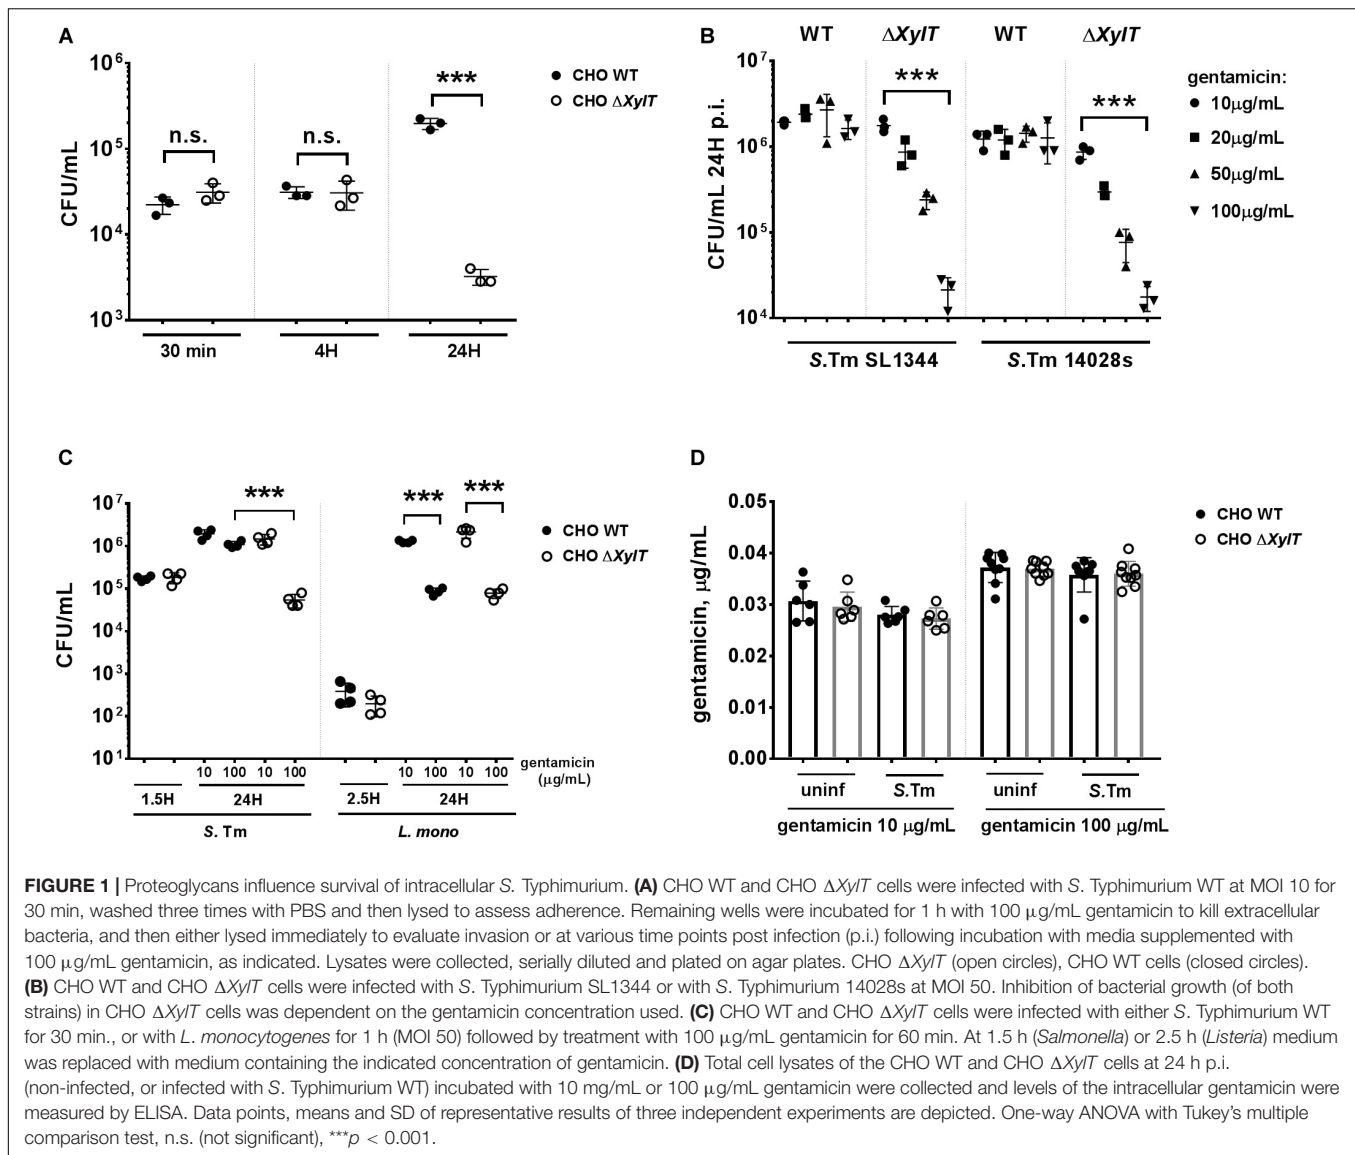 A
10⁶
10⁵
10⁴
10³
CFU/mL
n.s.
n.s.
***
CHO WT
CHO ΔXylT
30 min 4H 24H
B
WT ΔXylT WT ΔXylT
10⁷
10⁶
10⁵
10⁴
CFU/mL 24H p.i.
***
***
gentamicin:
10μg/mL
20μg/mL
50μg/mL
100μg/mL
S.Tm SL1344 S.Tm 14028s
C
10⁷
10⁶
10⁵
10⁴
10³
10²
10¹
CFU/mL
***
***
***
CHO WT
CHO ΔXylT
10 100 10 100 10 100 10 100 gentamicin
(μg/mL)
1.5H 24H 2.5H 24H
S. Tm L. mono
D
0.05
0.04
0.03
0.02
0.01
0.00
gentamicin, μg/mL
CHO WT
CHO ΔXylT
uninf S.Tm uninf S.Tm
gentamicin 10 μg/mL gentamicin 100 μg/mL
FIGURE 1 | Proteoglycans influence survival of intracellular S. Typhimurium. (A) CHO WT and CHO ΔXylT cells were infected with S. Typhimurium WT at MOI 10 for
30 min, washed three times with PBS and then lysed to assess adherence. Remaining wells were incubated for 1 h with 100 μg/mL gentamicin to kill extracellular
bacteria, and then either lysed immediately to evaluate invasion or at various time points post infection (p.i.) following incubation with media supplemented with
100 μg/mL gentamicin, as indicated. Lysates were collected, serially diluted and plated on agar plates. CHO ΔXylT (open circles), CHO WT cells (closed circles).
(B) CHO WT and CHO ΔXylT cells were infected with S. Typhimurium SL1344 or with S. Typhimurium 14028s at MOI 50. Inhibition of bacterial growth (of both
strains) in CHO ΔXylT cells was dependent on the gentamicin concentration used. (C) CHO WT and CHO ΔXylT cells were infected with either S. Typhimurium WT
for 30 min., or with L. monocytogenes for 1 h (MOI 50) followed by treatment with 100 μg/mL gentamicin for 60 min. At 1.5 h (Salmonella) or 2.5 h (Listeria) medium
was replaced with medium containing the indicated concentration of gentamicin. (D) Total cell lysates of the CHO WT and CHO ΔXylT cells at 24 h p.i.
(non-infected, or infected with S. Typhimurium WT) incubated with 10 mg/mL or 100 μg/mL gentamicin were collected and levels of the intracellular gentamicin were
measured by ELISA. Data points, means and SD of representative results of three independent experiments are depicted. One-way ANOVA with Tukey's multiple
comparison test, n.s. (not significant), ***p < 0.001.